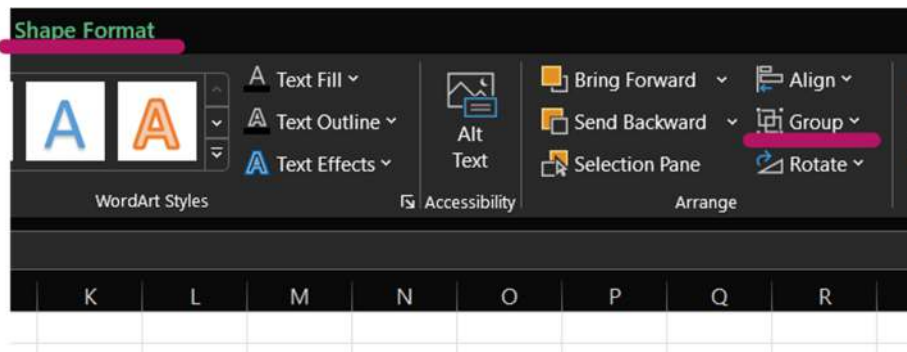 Shape Format
A Text Fill
A Text Outline
A Text Effects
A A
WordArt Styles
Alt
Text
Accessibility
Bring Forward
Send Backward
Selection Pane
Align
Group
Rotate
Arrange
K L M N O P Q R